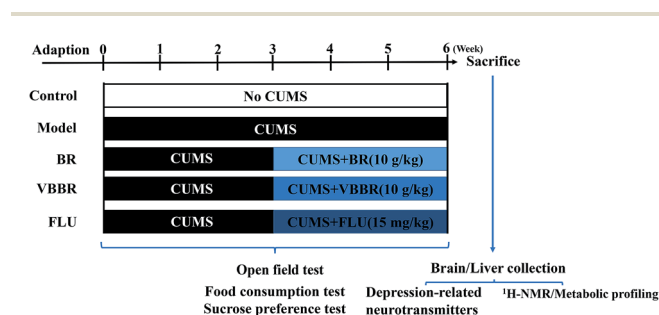 Adaption 0 1 2 3 4 5 6 (Week)
Sacrifice
Control No CUMS
Model CUMS
BR CUMS CUMS+BR(10 g/kg)
VBBR CUMS CUMS+VBBR(10 g/kg)
FLU CUMS CUMS+FLU(15 mg/kg)
Open field test
Food consumption test
Sucrose preference test
Brain/Liver collection
Depression-related
neurotransmitters
¹H-NMR/Metabolic profiling